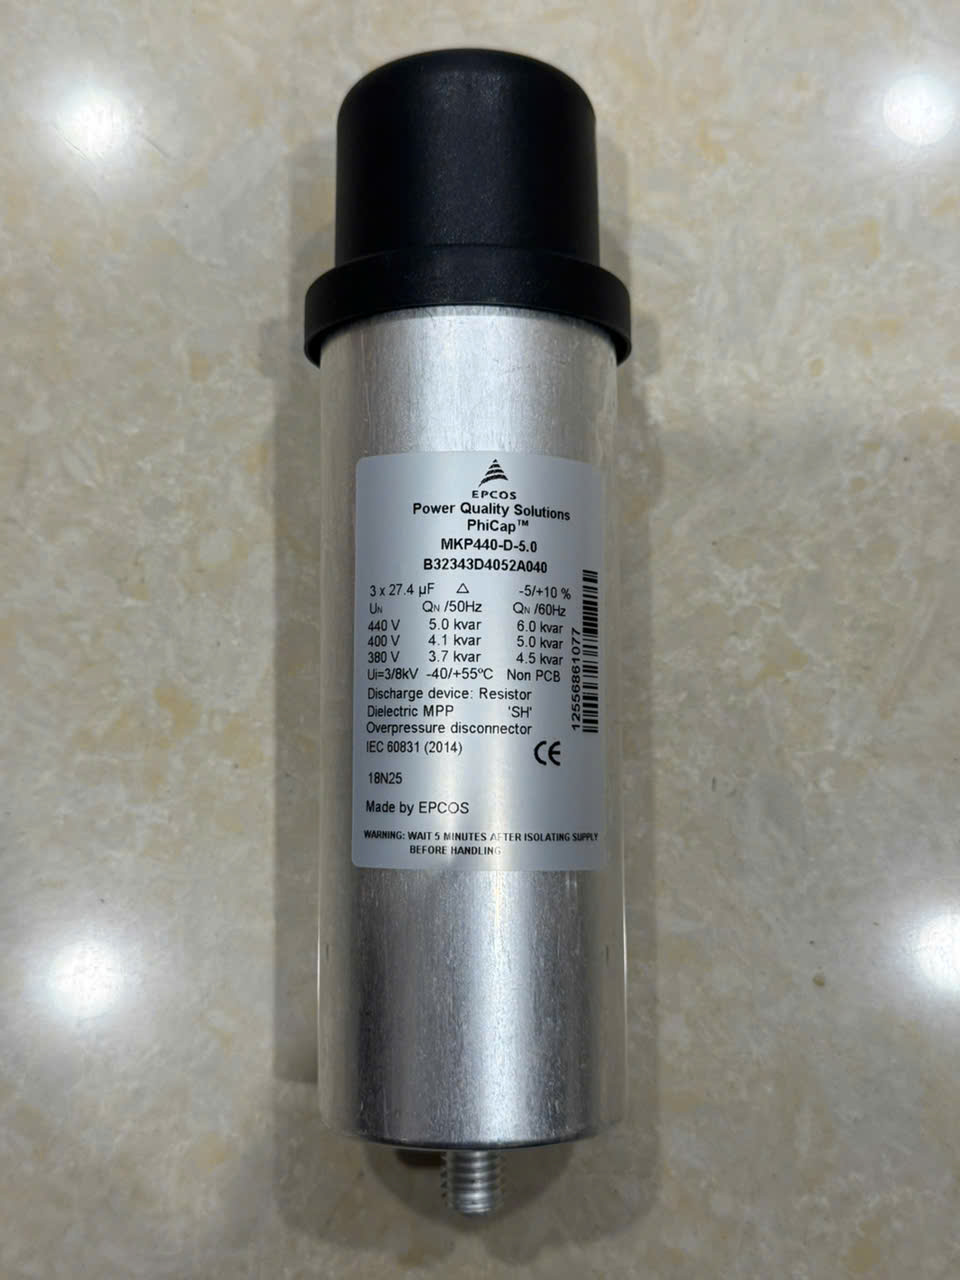 EPCOS
Power Quality Solutions
PhiCap™
MKP440-D-5.0
B32343D4052A040
3 x 27.4 µF △ -5/+10 %
UN QN /50Hz QN /60Hz
440 V 5.0 kvar 6.0 kvar
400 V 4.1 kvar 5.0 kvar
380 V 3.7 kvar 4.5 kvar
Ui=3/8kV -40/+55ºC Non PCB
Discharge device: Resistor
Dielectric MPP 'SH'
Overpressure disconnector
IEC 60831 (2014) CE
18N25
Made by EPCOS
WARNING: WAIT 5 MINUTES AFTER ISOLATING SUPPLY
BEFORE HANDLING
12556861077